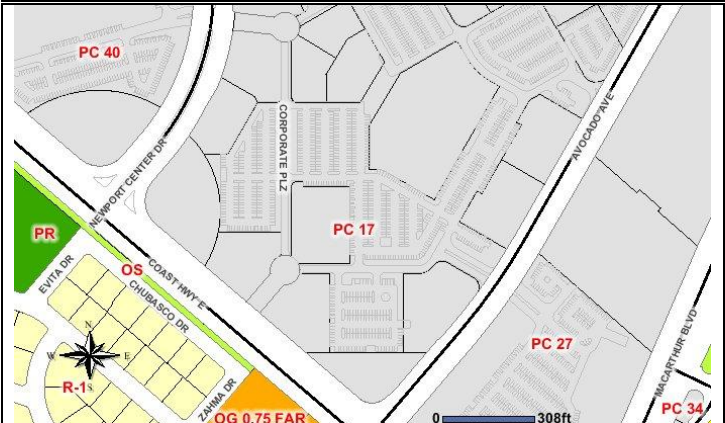 PC 40
CORPORATE PLZ
AVOCADO AVE
NEWPORT CENTER DR
PR
PC 17
OS
COAST HWY E
EVITA DR
CHUBASCO DR
N
W E
S
R-1
ZAHMA DR
PC 27
MACARTHUR BLVD
OG 0.75 FAR
0 308ft
PC 34